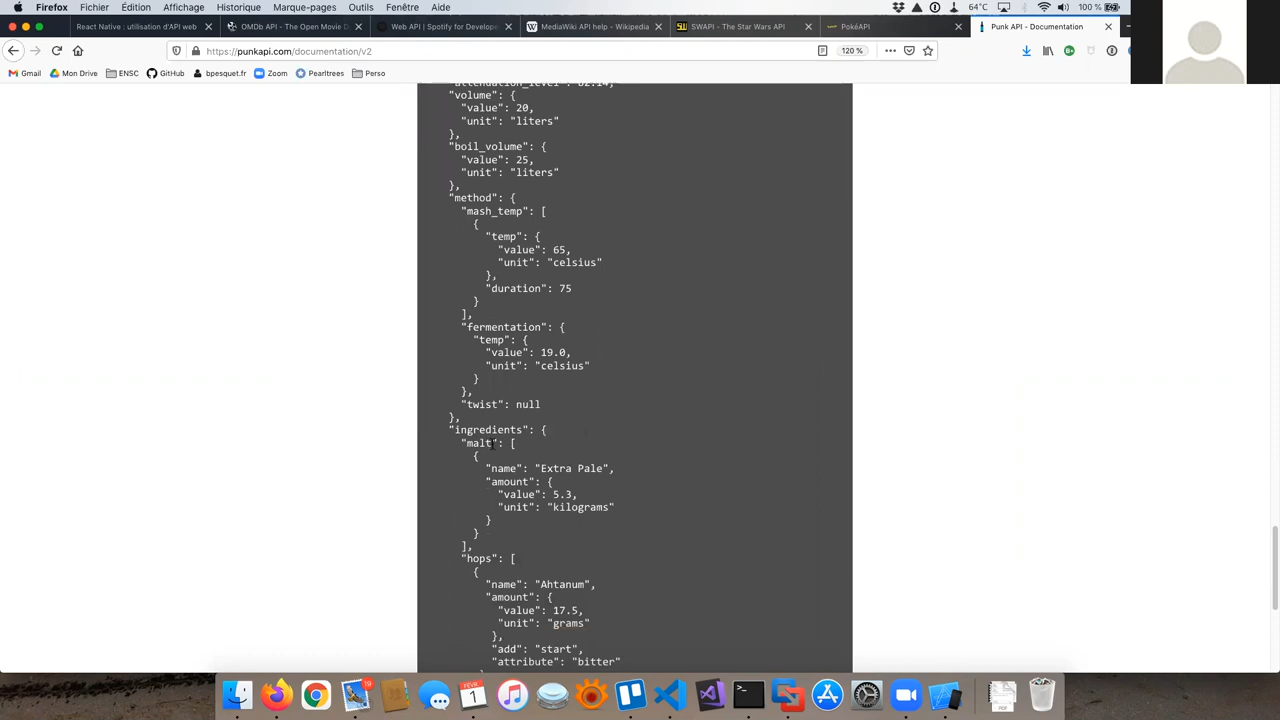 Firefox Fichier Édition Affichage Historique Marque-pages Outils Fenêtre Aide 64°C 100 %
React Native : utilisation d'API web
OMDb API - The Open Movie D
Web API | Spotify for Develope
MediaWiki API help - Wikipedia
SWAPI - The Star Wars API
PokéAPI
Punk API - Documentation
https://punkapi.com/documentation/v2
120 %
Gmail Mon Drive ENSC GitHub bpesquet.fr Zoom Pearltrees Perso
"volume": {
"value": 20,
"unit": "liters"
},
"boil_volume": {
"value": 25,
"unit": "liters"
},
"method": {
"mash_temp": [
{
"temp": {
"value": 65,
"unit": "celsius"
},
"duration": 75
}
],
"fermentation": {
"temp": {
"value": 19.0,
"unit": "celsius"
}
},
"twist": null
},
"ingredients": {
"malt": [
{
"name": "Extra Pale",
"amount": {
"value": 5.3,
"unit": "kilograms"
}
}
],
"hops": [
{
"name": "Ahtanum",
"amount": {
"value": 17.5,
"unit": "grams"
},
"add": "start",
"attribute": "bitter"
19
FÉVR.
1
PDF